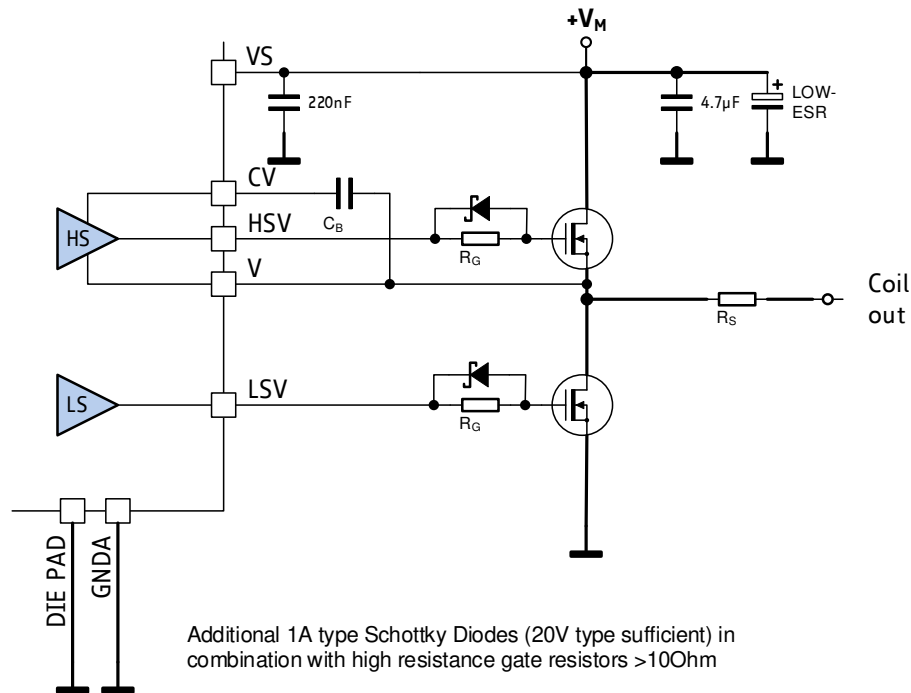 +VM
VS
220nF
4.7µF
+
LOW-
ESR
CV
CB
HS
HSV
RG
V
RS
Coil
out
LS
LSV
RG
DIE PAD
GNDA
Additional 1A type Schottky Diodes (20V type sufficient) in
combination with high resistance gate resistors >10Ohm